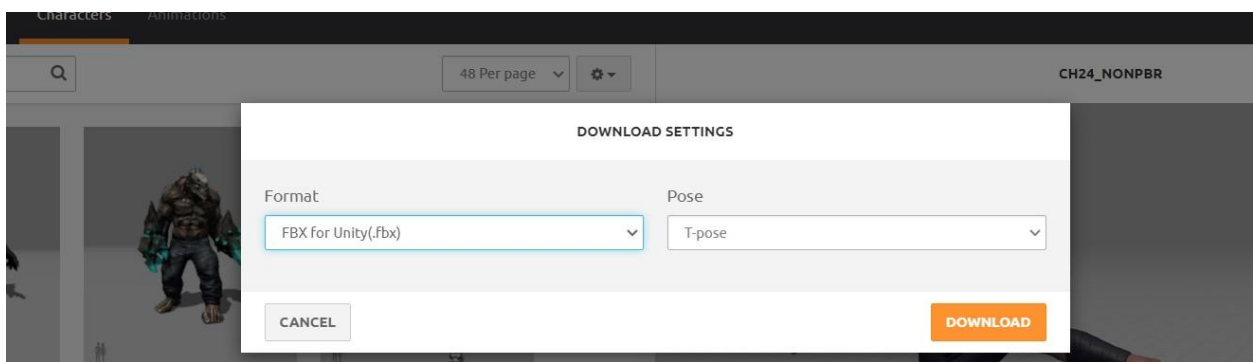 Characters Animations
48 Per page
CH24_NONPBR
DOWNLOAD SETTINGS
Format Pose
FBX for Unity(.fbx) T-pose
CANCEL DOWNLOAD